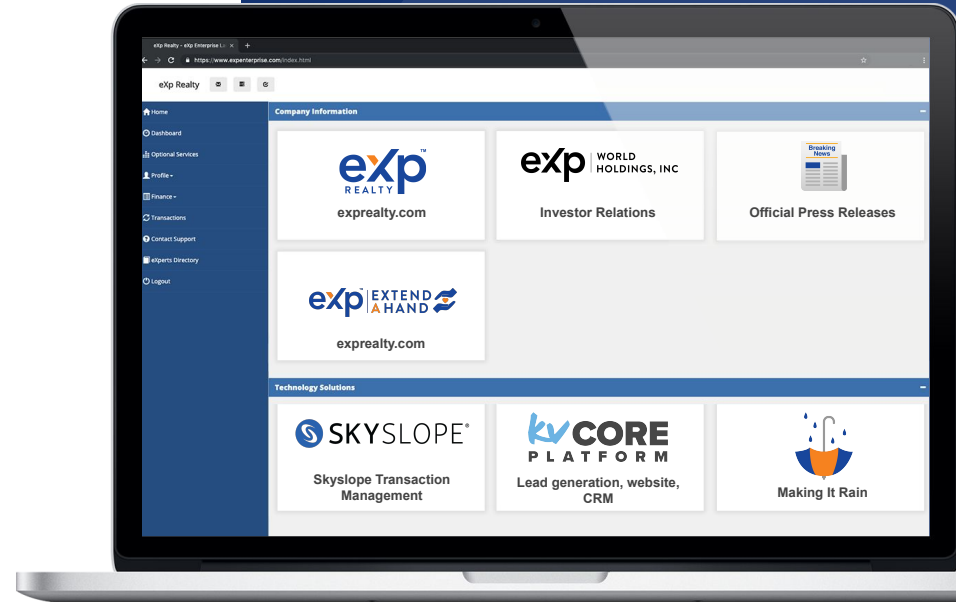 eXp Realty - eXp Enterprise La
https://www.expenterprise.com/index.html
eXp Realty
Home
Dashboard
Optional Services
Profile
Finance
Transactions
Contact Support
eXperts Directory
Logout
Company Information
eXp™
REALTY
exprealty.com
eXp WORLD
HOLDINGS, INC
Investor Relations
Breaking
News
Official Press Releases
eXp™ EXTEND
A HAND
exprealty.com
Technology Solutions
SKYSLOPE®
Skyslope Transaction
Management
kvCORE
PLATFORM
Lead generation, website,
CRM
Making It Rain